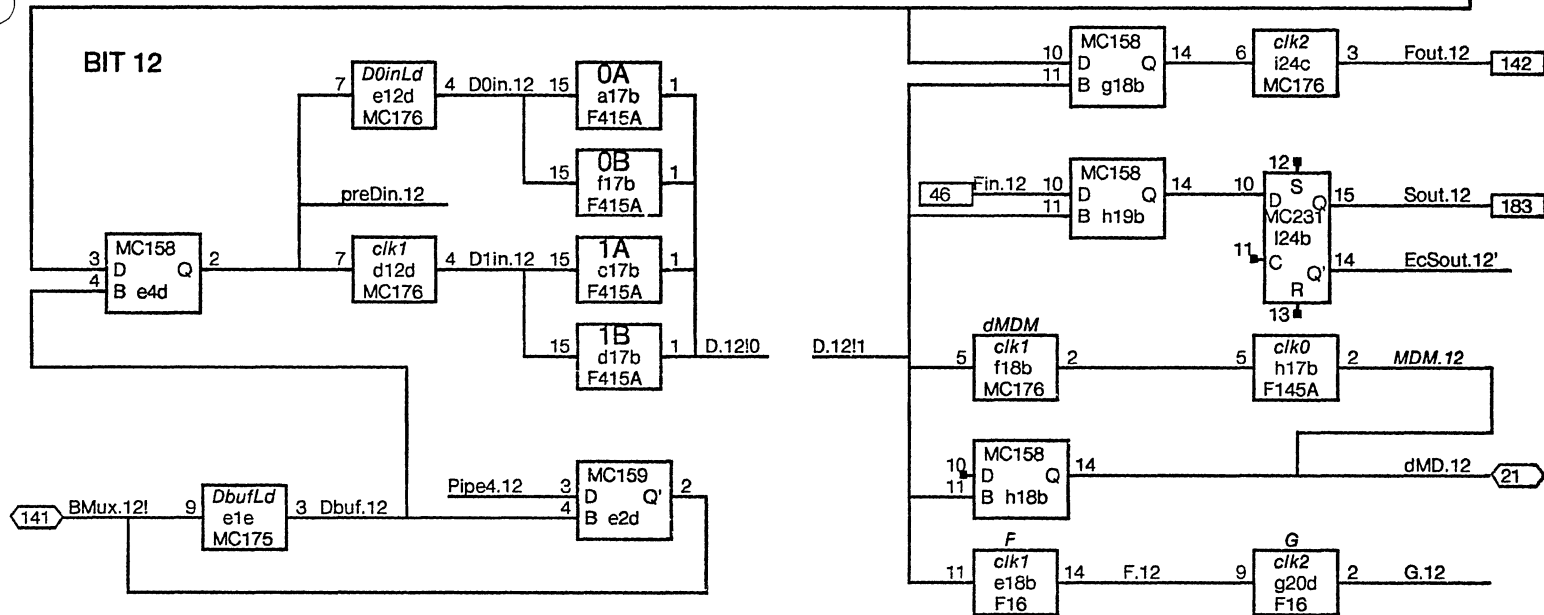 BIT 12
D0inLd
7 e12d 4 D0in.12 15
MC176
0A
a17b 1
F415A
0B
15 f17b 1
F415A
preDin.12
MC158
3 D Q 2
4 B e4d
clk1
7 d12d 4 D1in.12 15
MC176
1A
c17b 1
F415A
1B
15 d17b 1 D.12!0
F415A
141 BMux.12! 9
DbufLd
e1e 3 Dbuf.12
MC175
Pipe4.12
MC159
3 D Q' 2
4 B e2d
MC158
10 D Q 14
11 B g18b
clk2
6 i24c 3 Fout.12 142
MC176
46 Fin.12
MC158
10 D Q 14
11 B h19b
12
S
10 D Q 15 Sout.12 183
MC231
I24b
11 C
Q' 14 EcSout.12'
R
13
D.12!1
dMDM
clk1
5 f18b 2
MC176
clk0
5 h17b 2 MDM.12
F145A
MC158
10 D Q 14 dMD.12 21
11 B h18b
F
clk1
11 e18b 14 F.12
F16
G
clk2
9 g20d 2 G.12
F16